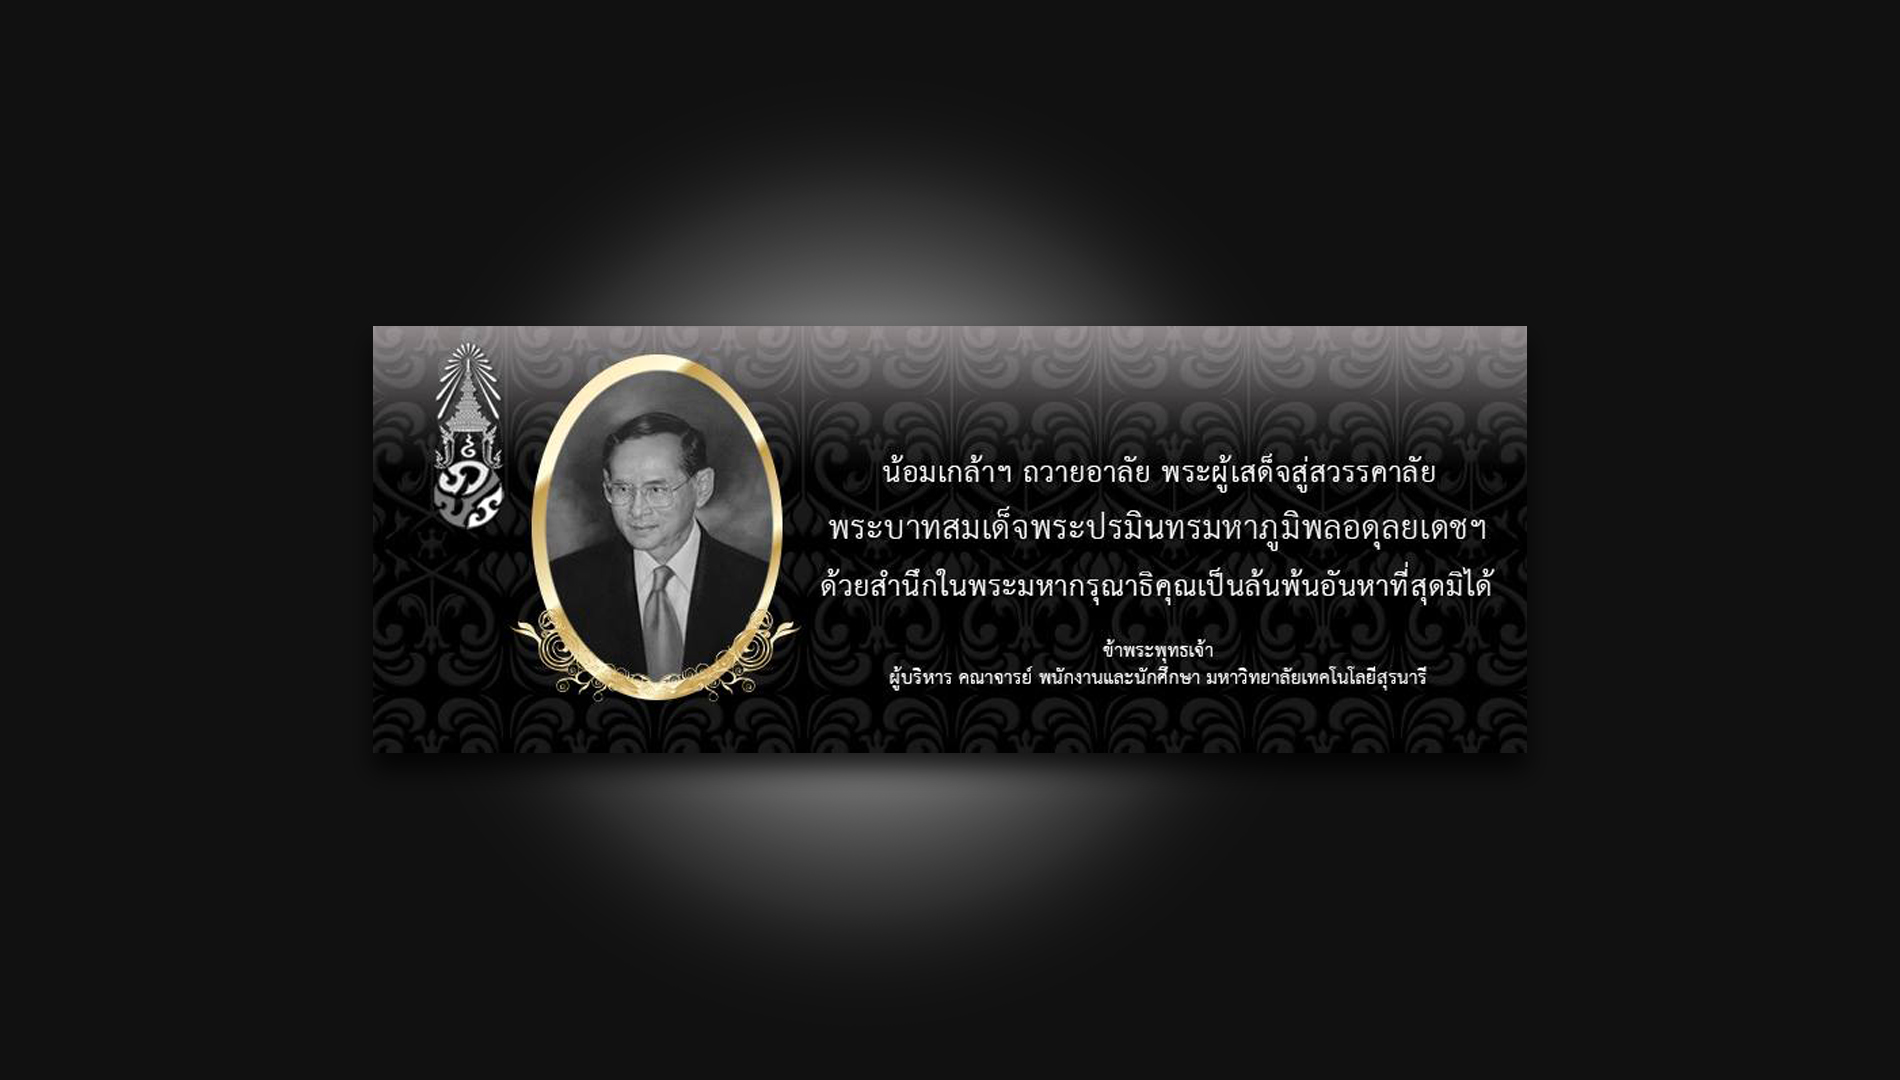 น้อมเกล้าฯ ถวายอาลัย พระผู้เสด็จสู่สวรรคาลัย
พระบาทสมเด็จพระปรมินทรมหาภูมิพลอดุลยเดชฯ
ด้วยสำนึกในพระมหากรุณาธิคุณเป็นล้นพ้นอันหาที่สุดมิได้
ข้าพระพุทธเจ้า
ผู้บริหาร คณาจารย์ พนักงานและนักศึกษา มหาวิทยาลัยเทคโนโลยีสุรนารี